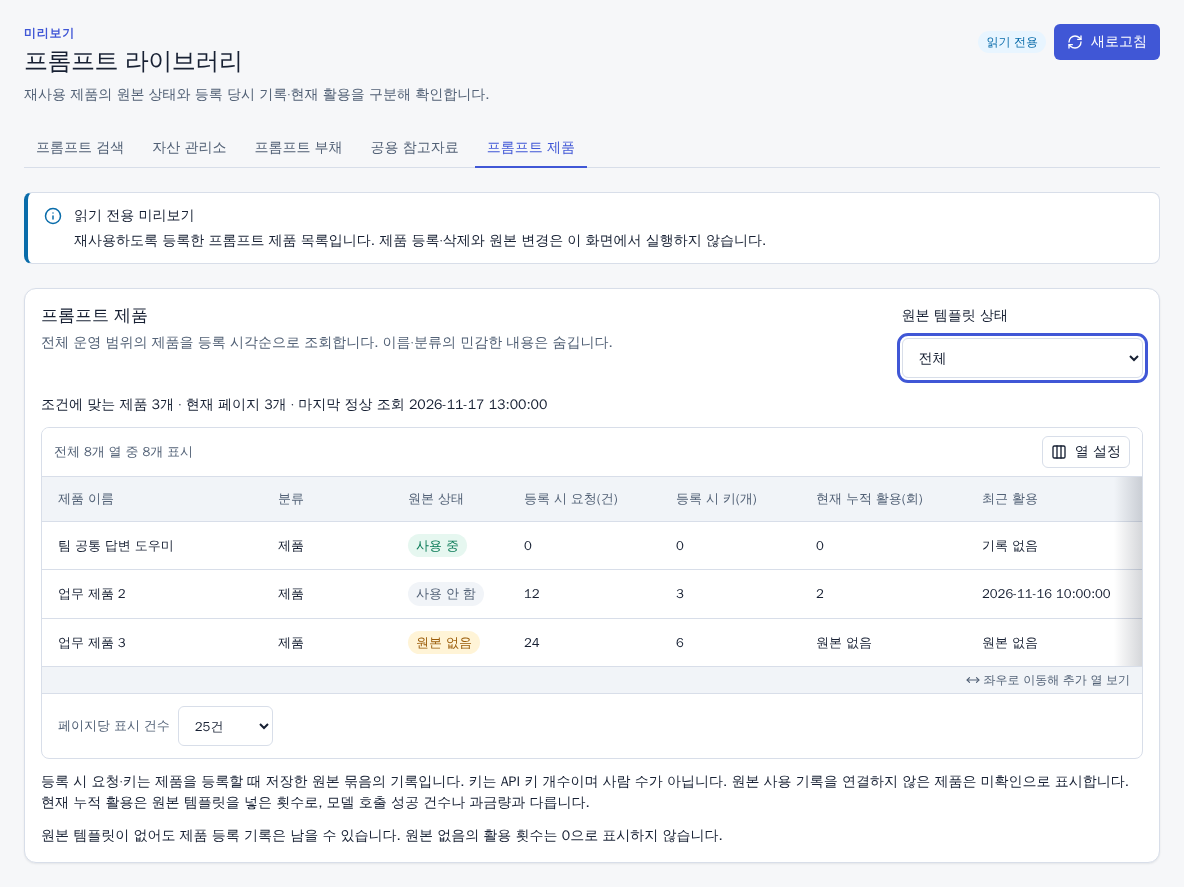 미리보기
프롬프트 라이브러리
재사용 제품의 원본 상태와 등록 당시 기록·현재 활용을 구분해 확인합니다.
읽기 전용
새로고침
프롬프트 검색
자산 관리소
프롬프트 부채
공용 참고자료
프롬프트 제품
읽기 전용 미리보기
재사용하도록 등록한 프롬프트 제품 목록입니다. 제품 등록·삭제와 원본 변경은 이 화면에서 실행하지 않습니다.
프롬프트 제품
전체 운영 범위의 제품을 등록 시각순으로 조회합니다. 이름·분류의 민감한 내용은 숨깁니다.
원본 템플릿 상태
전체
조건에 맞는 제품 3개 · 현재 페이지 3개 · 마지막 정상 조회 2026-11-17 13:00:00
전체 8개 열 중 8개 표시
열 설정
제품 이름 분류 원본 상태 등록 시 요청(건) 등록 시 키(개) 현재 누적 활용(회) 최근 활용
팀 공통 답변 도우미 제품 사용 중 0 0 0 기록 없음
업무 제품 2 제품 사용 안 함 12 3 2 2026-11-16 10:00:00
업무 제품 3 제품 원본 없음 24 6 원본 없음 원본 없음
좌우로 이동해 추가 열 보기
페이지당 표시 건수 25건
등록 시 요청·키는 제품을 등록할 때 저장한 원본 묶음의 기록입니다. 키는 API 키 개수이며 사람 수가 아닙니다. 원본 사용 기록을 연결하지 않은 제품은 미확인으로 표시합니다.
현재 누적 활용은 원본 템플릿을 넣은 횟수로, 모델 호출 성공 건수나 과금량과 다릅니다.
원본 템플릿이 없어도 제품 등록 기록은 남을 수 있습니다. 원본 없음의 활용 횟수는 0으로 표시하지 않습니다.